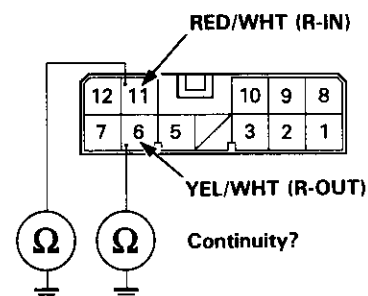 RED/WHT (R-IN)
12 11 10 9 8
7 6 5 3 2 1
YEL/WHT (R-OUT)
Ω Ω Continuity?